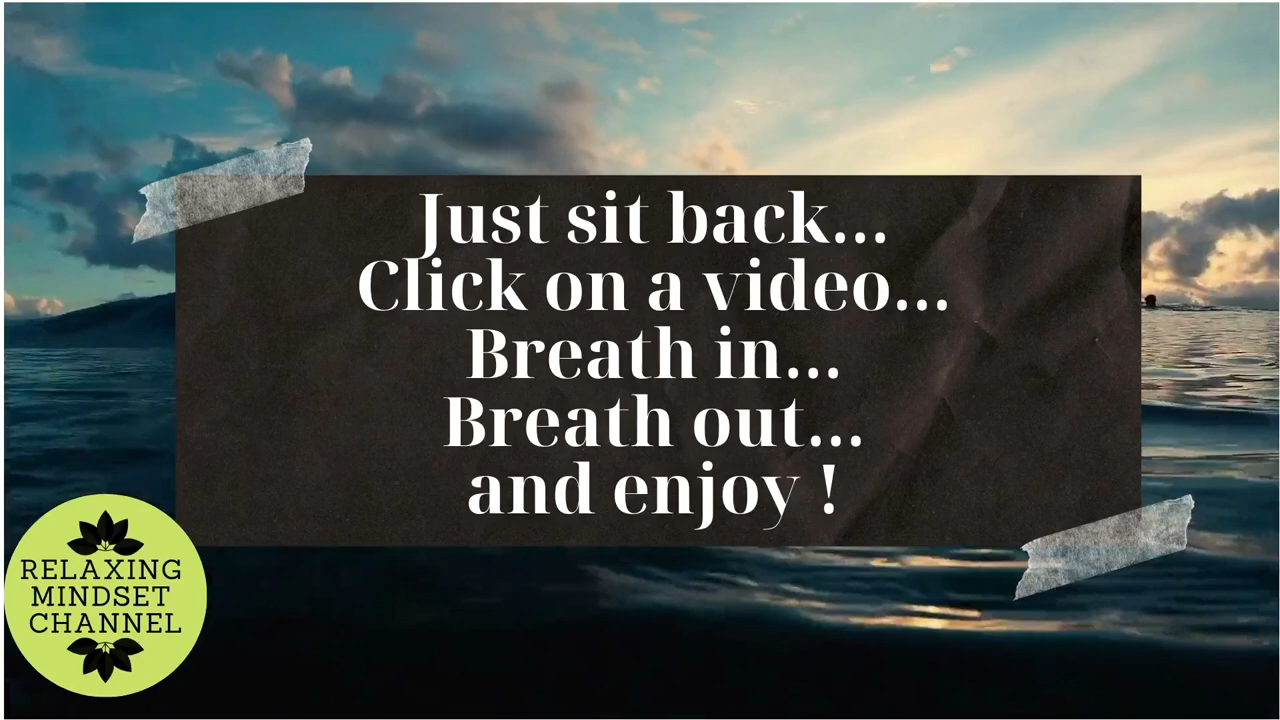 Just sit back...
Click on a video...
Breath in...
Breath out...
and enjoy !
RELAXING
MINDSET
CHANNEL